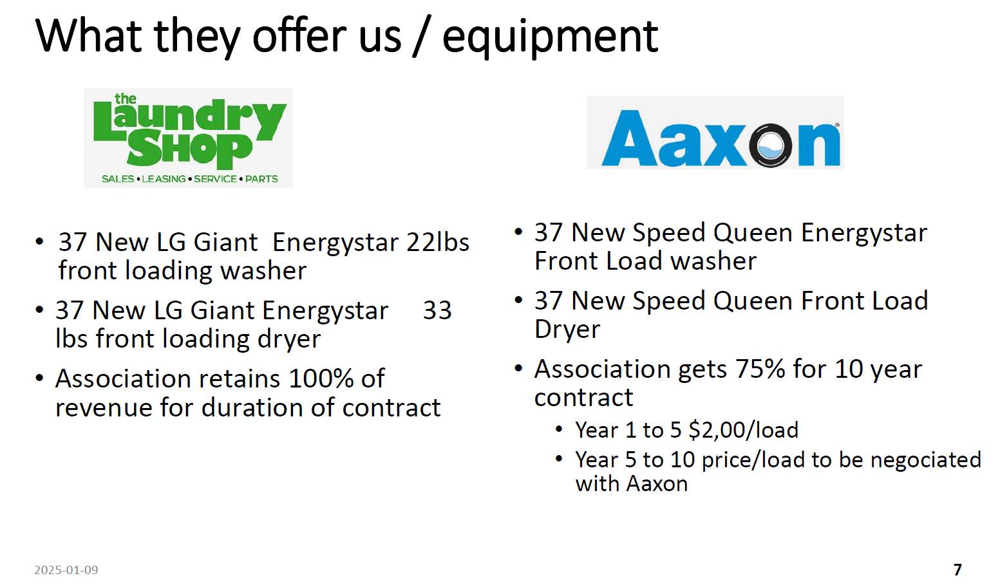 What they offer us / equipment
the
Laundry
SHOP
SALES • LEASING • SERVICE • PARTS
• 37 New LG Giant Energystar 22lbs
front loading washer
• 37 New LG Giant Energystar 33
lbs front loading dryer
• Association retains 100% of
revenue for duration of contract
Aaxon®
• 37 New Speed Queen Energystar
Front Load washer
• 37 New Speed Queen Front Load
Dryer
• Association gets 75% for 10 year
contract
• Year 1 to 5 $2,00/load
• Year 5 to 10 price/load to be negociated
with Aaxon
2025-01-09
7